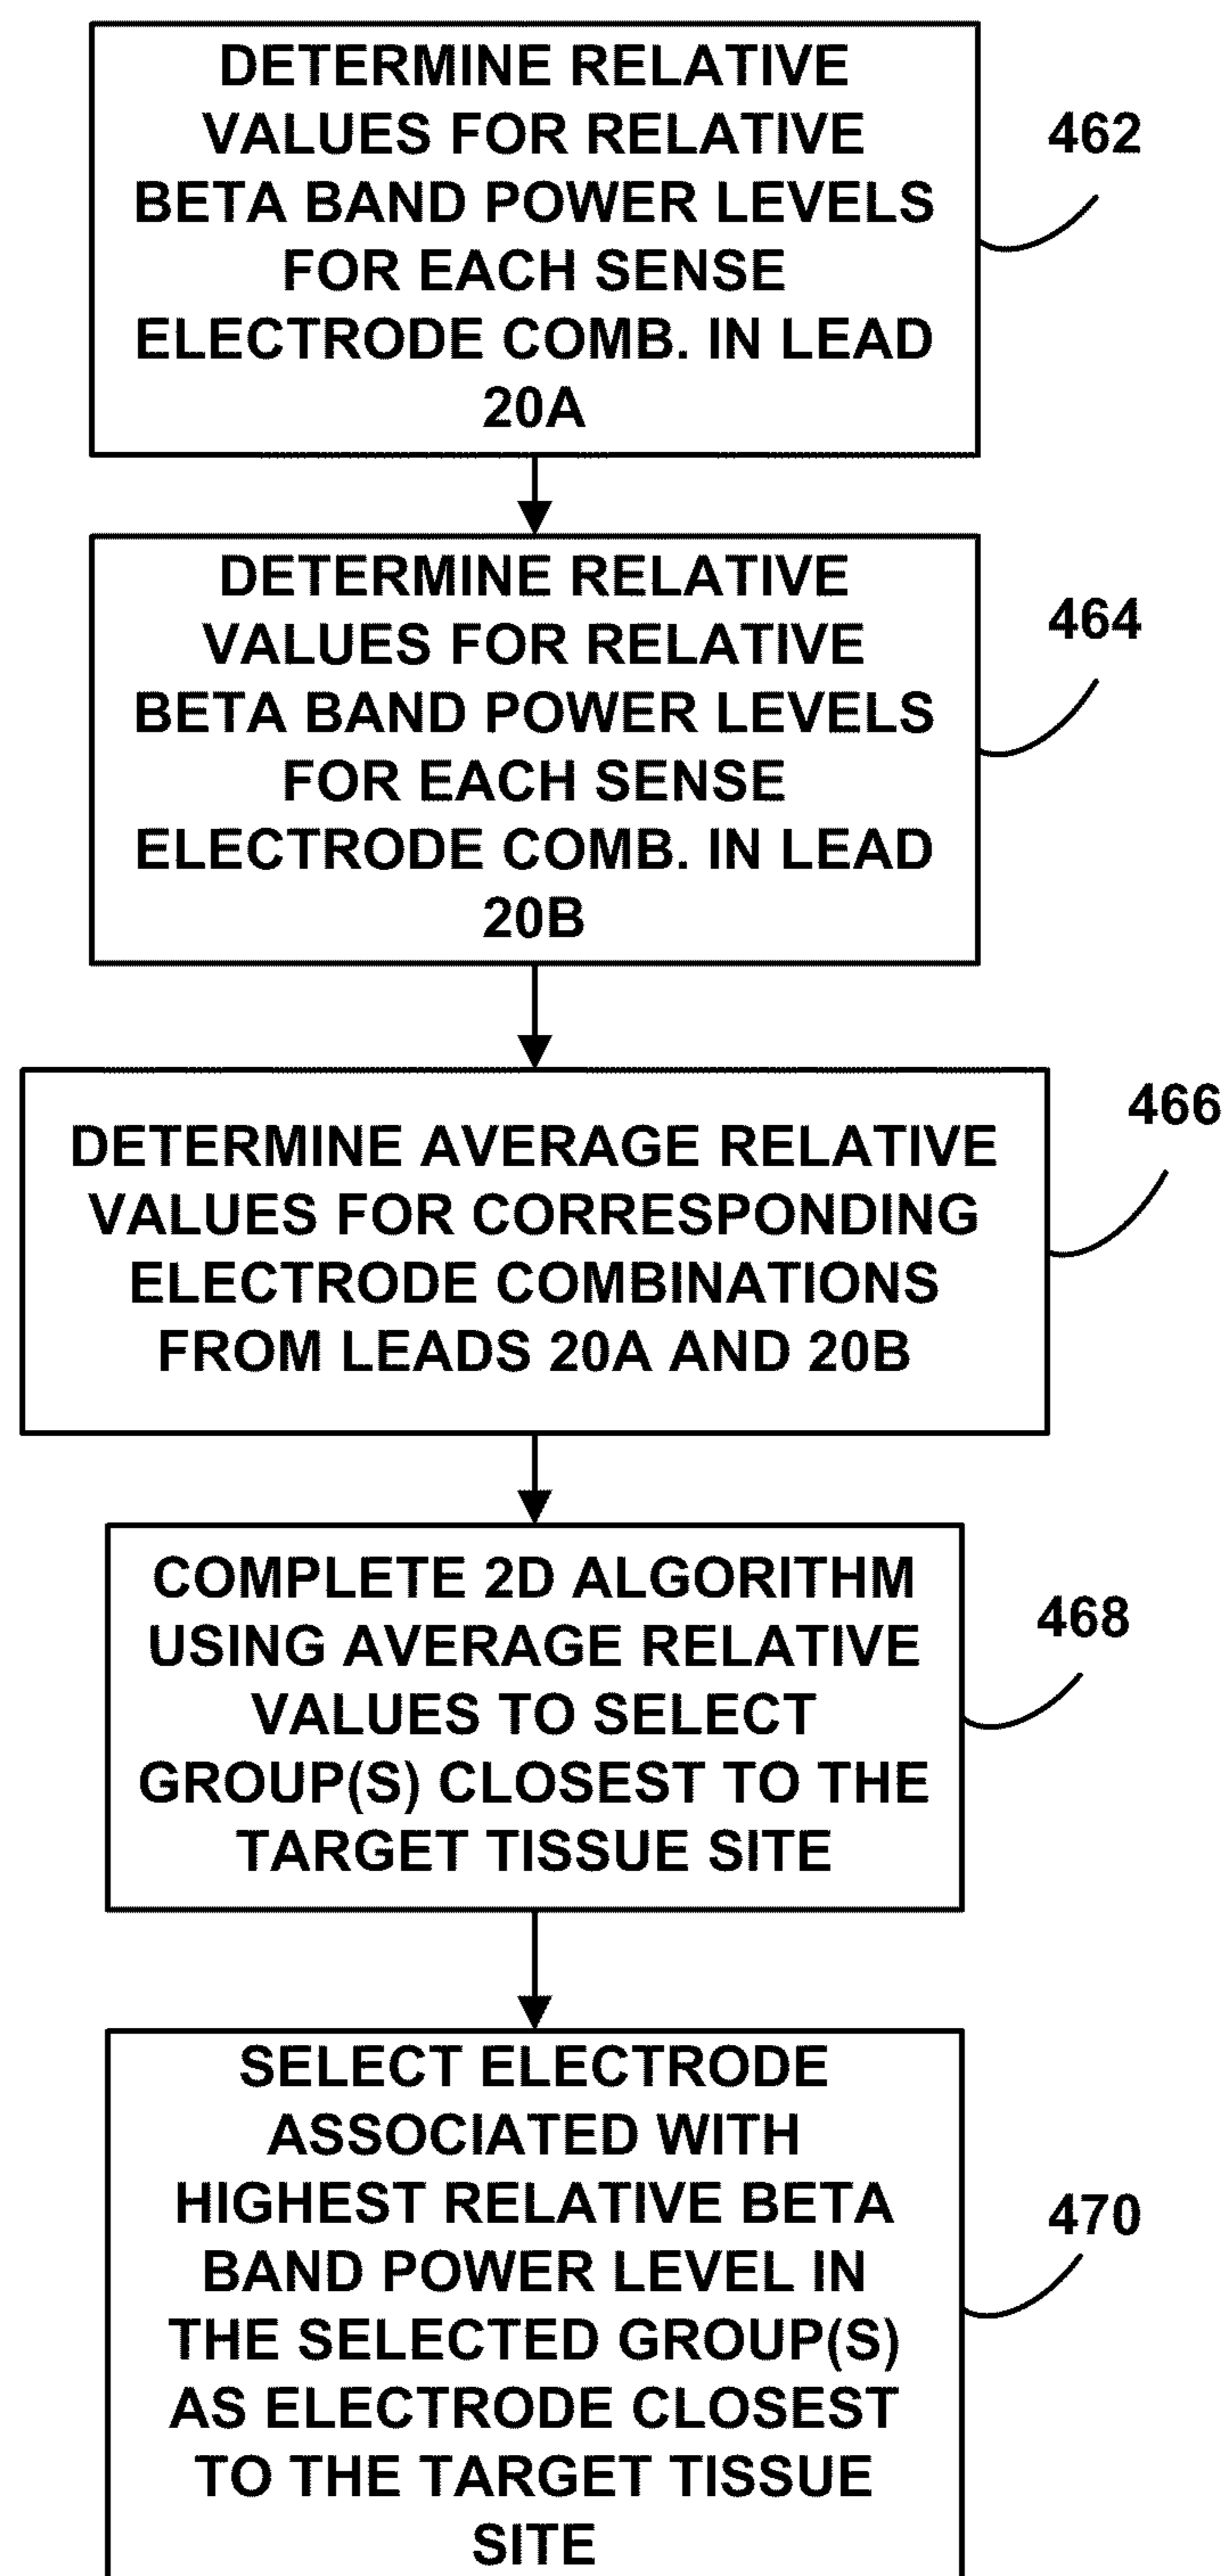 DETERMINE RELATIVE
VALUES FOR RELATIVE
BETA BAND POWER LEVELS
FOR EACH SENSE
ELECTRODE COMB. IN LEAD
20A
462
DETERMINE RELATIVE
VALUES FOR RELATIVE
BETA BAND POWER LEVELS
FOR EACH SENSE
ELECTRODE COMB. IN LEAD
20B
464
DETERMINE AVERAGE RELATIVE
VALUES FOR CORRESPONDING
ELECTRODE COMBINATIONS
FROM LEADS 20A AND 20B
466
COMPLETE 2D ALGORITHM
USING AVERAGE RELATIVE
VALUES TO SELECT
GROUP(S) CLOSEST TO THE
TARGET TISSUE SITE
468
SELECT ELECTRODE
ASSOCIATED WITH
HIGHEST RELATIVE BETA
BAND POWER LEVEL IN
THE SELECTED GROUP(S)
AS ELECTRODE CLOSEST
TO THE TARGET TISSUE
SITE
470